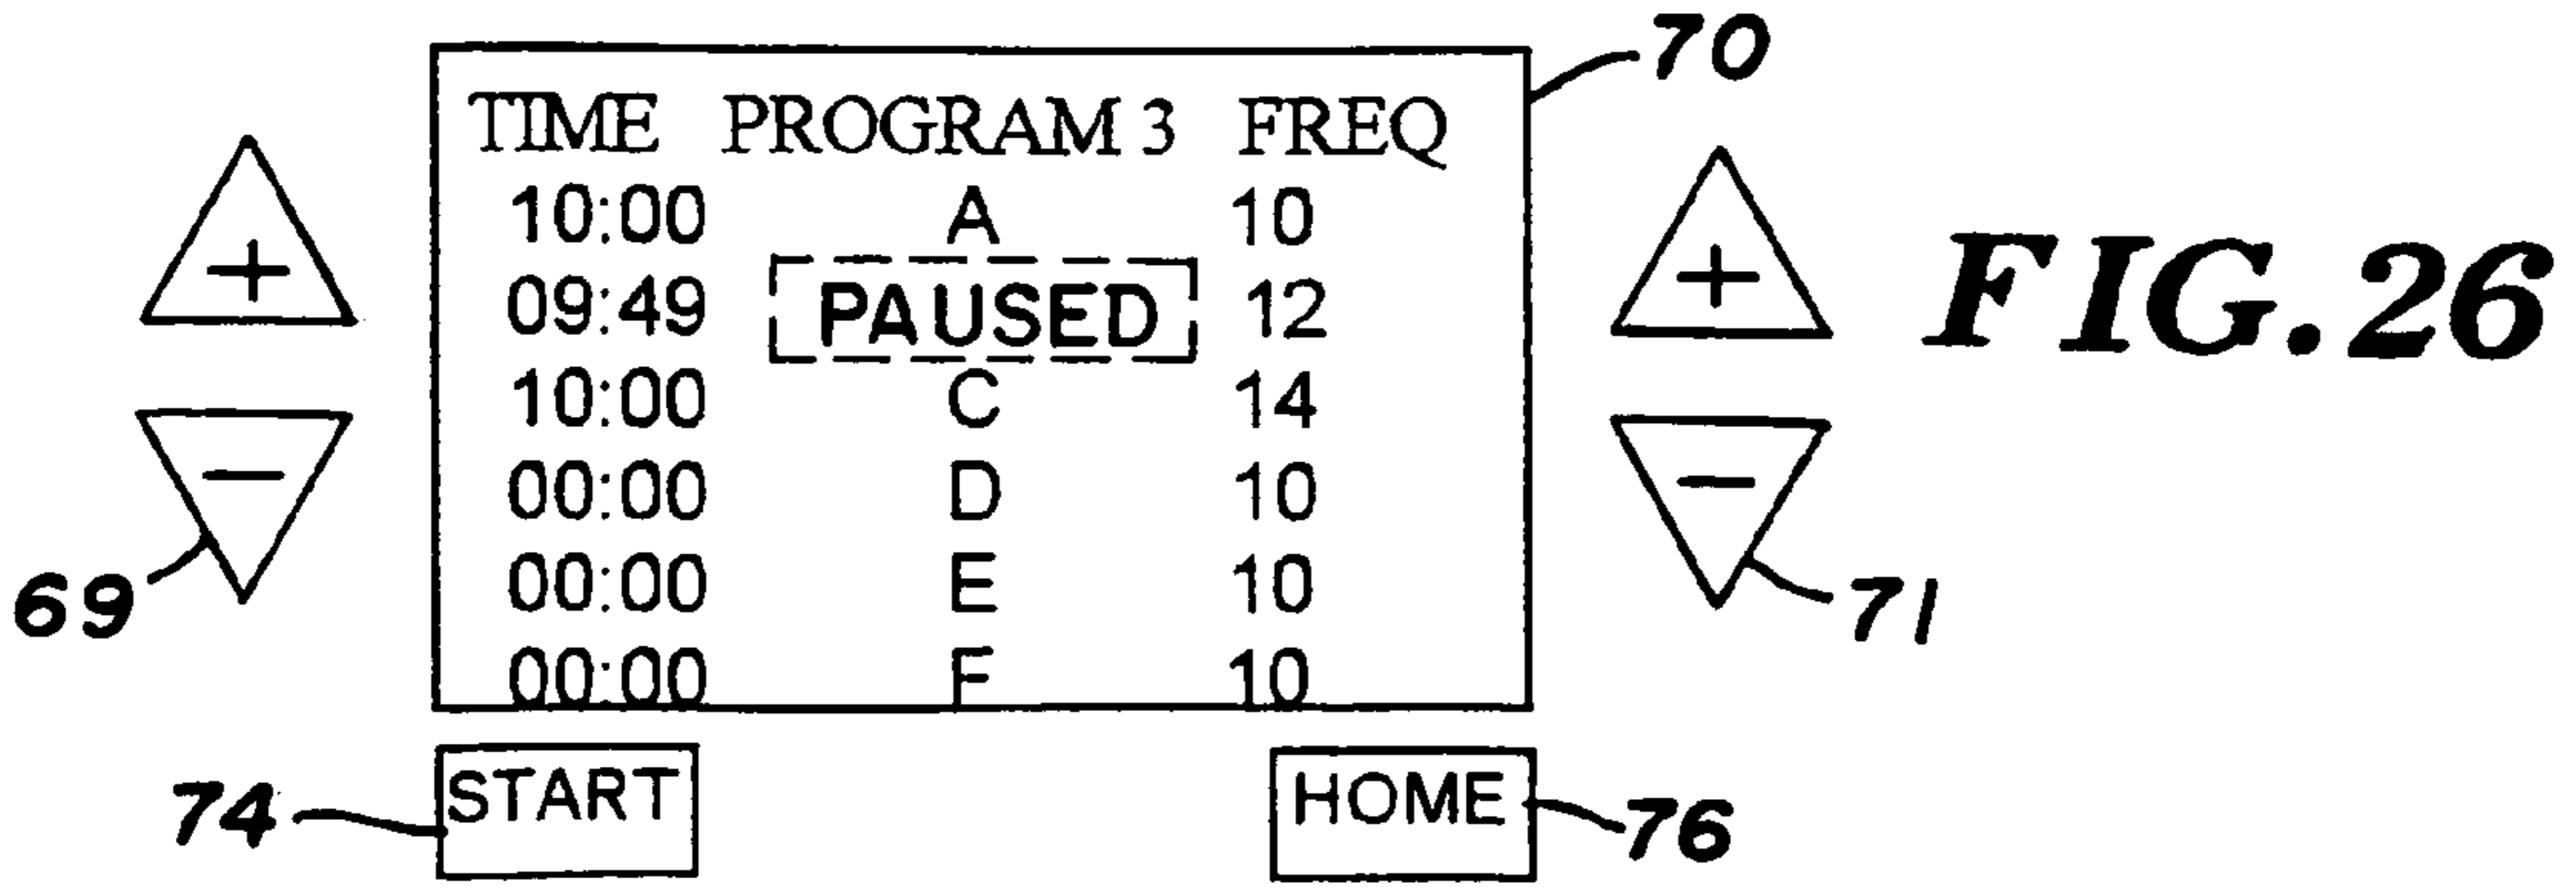 70
TIME PROGRAM 3 FREQ
10:00 A 10
+ +
FIG. 26
09:49 PAUSED 12
10:00 C 14
- -
00:00 D 10
69
00:00 E 10
71
00:00 F 10
74 START HOME 76